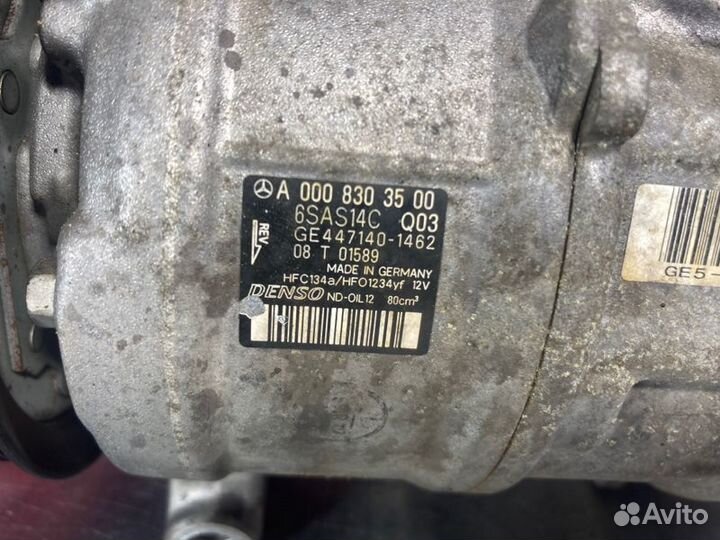 A 000 830 35 00
6SAS14C Q03
GE447140-1462
REV.
08 T 01589
MADE IN GERMANY
HFC134a/HFO1234yf 12V
DENSO ND-OIL12 80cm³
GE5-
Avito